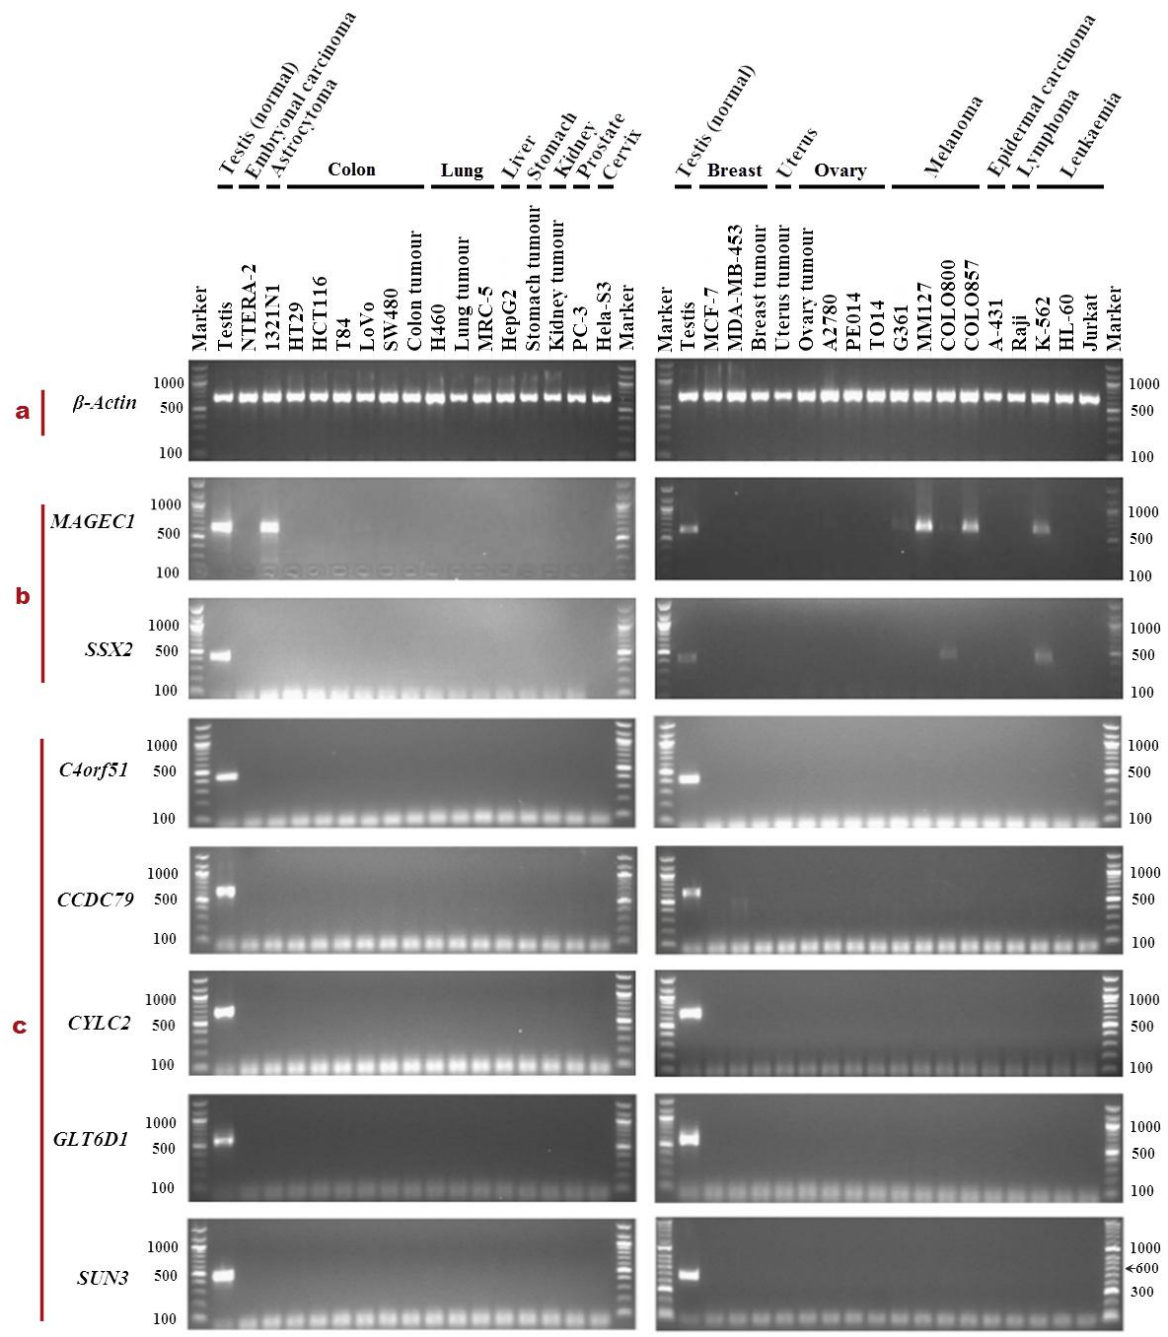 Testis (normal)
Embryonal carcinoma
Astrocytoma
Colon
Lung
Liver
Stomach
Kidney
Prostate
Cervix
Testis (normal)
Breast
Uterus
Ovary
Melanoma
Epidermal carcinoma
Lymphoma
Leukaemia
Marker
Testis
NTERA-2
1321N1
HT29
HCT116
T84
LoVo
SW480
Colon tumour
H460
Lung tumour
MRC-5
HepG2
Stomach tumour
Kidney tumour
PC-3
Hela-S3
Marker
Marker
Testis
MCF-7
MDA-MB-453
Breast tumour
Uterus tumour
Ovary tumour
A2780
PE014
TO14
G361
MM127
COLO800
COLO857
A-431
Raji
K-562
HL-60
Jurkat
Marker
a
β-Actin
1000
500
100
1000
500
100
b
MAGEC1
1000
500
100
1000
500
100
SSX2
1000
500
100
1000
500
100
c
C4orf51
1000
500
100
1000
500
100
CCDC79
1000
500
100
1000
500
100
CYLC2
1000
500
100
1000
500
100
GLT6D1
1000
500
100
1000
500
100
SUN3
1000
500
100
1000
←600
300